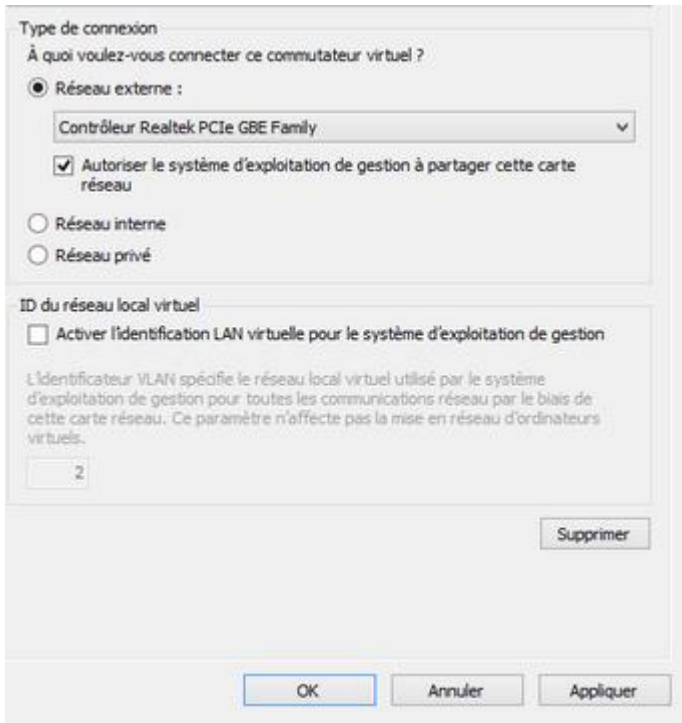 Type de connexion
À quoi voulez-vous connecter ce commutateur virtuel ?
Réseau externe :
Contrôleur Realtek PCIe GBE Family
Autoriser le système d'exploitation de gestion à partager cette carte
réseau
Réseau interne
Réseau privé
ID du réseau local virtuel
Activer l'identification LAN virtuelle pour le système d'exploitation de gestion
L'identificateur VLAN spécifie le réseau local virtuel utilisé par le système
d'exploitation de gestion pour toutes les communications réseau par le biais de
cette carte réseau. Ce paramètre n'affecte pas la mise en réseau d'ordinateurs
virtuels.
2
Supprimer
OK
Annuler
Appliquer